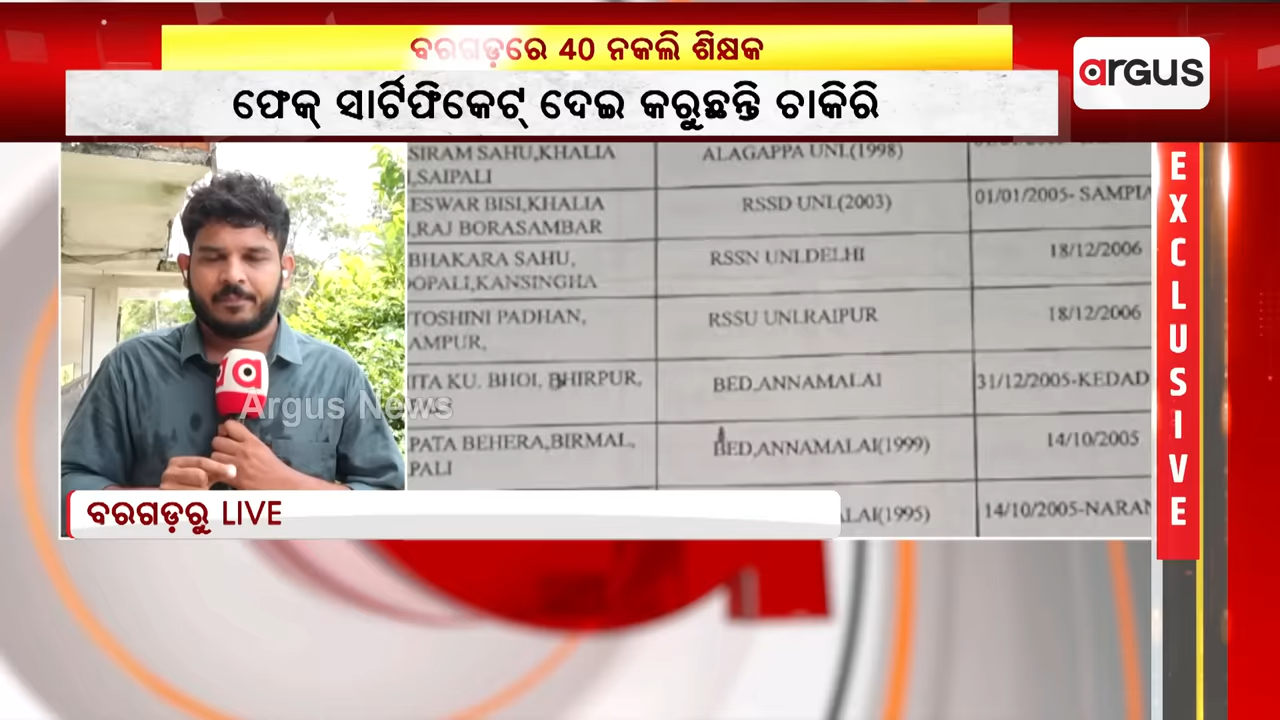 ବରଗଡ଼ରେ 40 ନକଲି ଶିକ୍ଷକ
argus
ଫେକ୍ ସାର୍ଟିଫିକେଟ୍ ଦେଇ କରୁଛନ୍ତି ଚାକିରି
EXCLUSIVE
SIRAM SAHU,KHALIA ALAGAPPA UNI.(1998)
I,SAIPALI
ESWAR BISI,KHALIA RSSD UNI.(2003) 01/01/2005- SAMPIA
I,RAJ BORASAMBAR
BHAKARA SAHU, RSSN UNI.DELHI 18/12/2006
OPALI,KANSINGHA
TOSHINI PADHAN, RSSU UNI.RAIPUR 18/12/2006
AMPUR,
ITA KU. BHOI, BHIRPUR, BED,ANNAMALAI 31/12/2005-KEDAD
Argus News
PATA BEHERA,BIRMAL, BED,ANNAMALAI(1999) 14/10/2005
PALI
ALAI(1995) 14/10/2005-NARAN
ବରଗଡ଼ରୁ LIVE